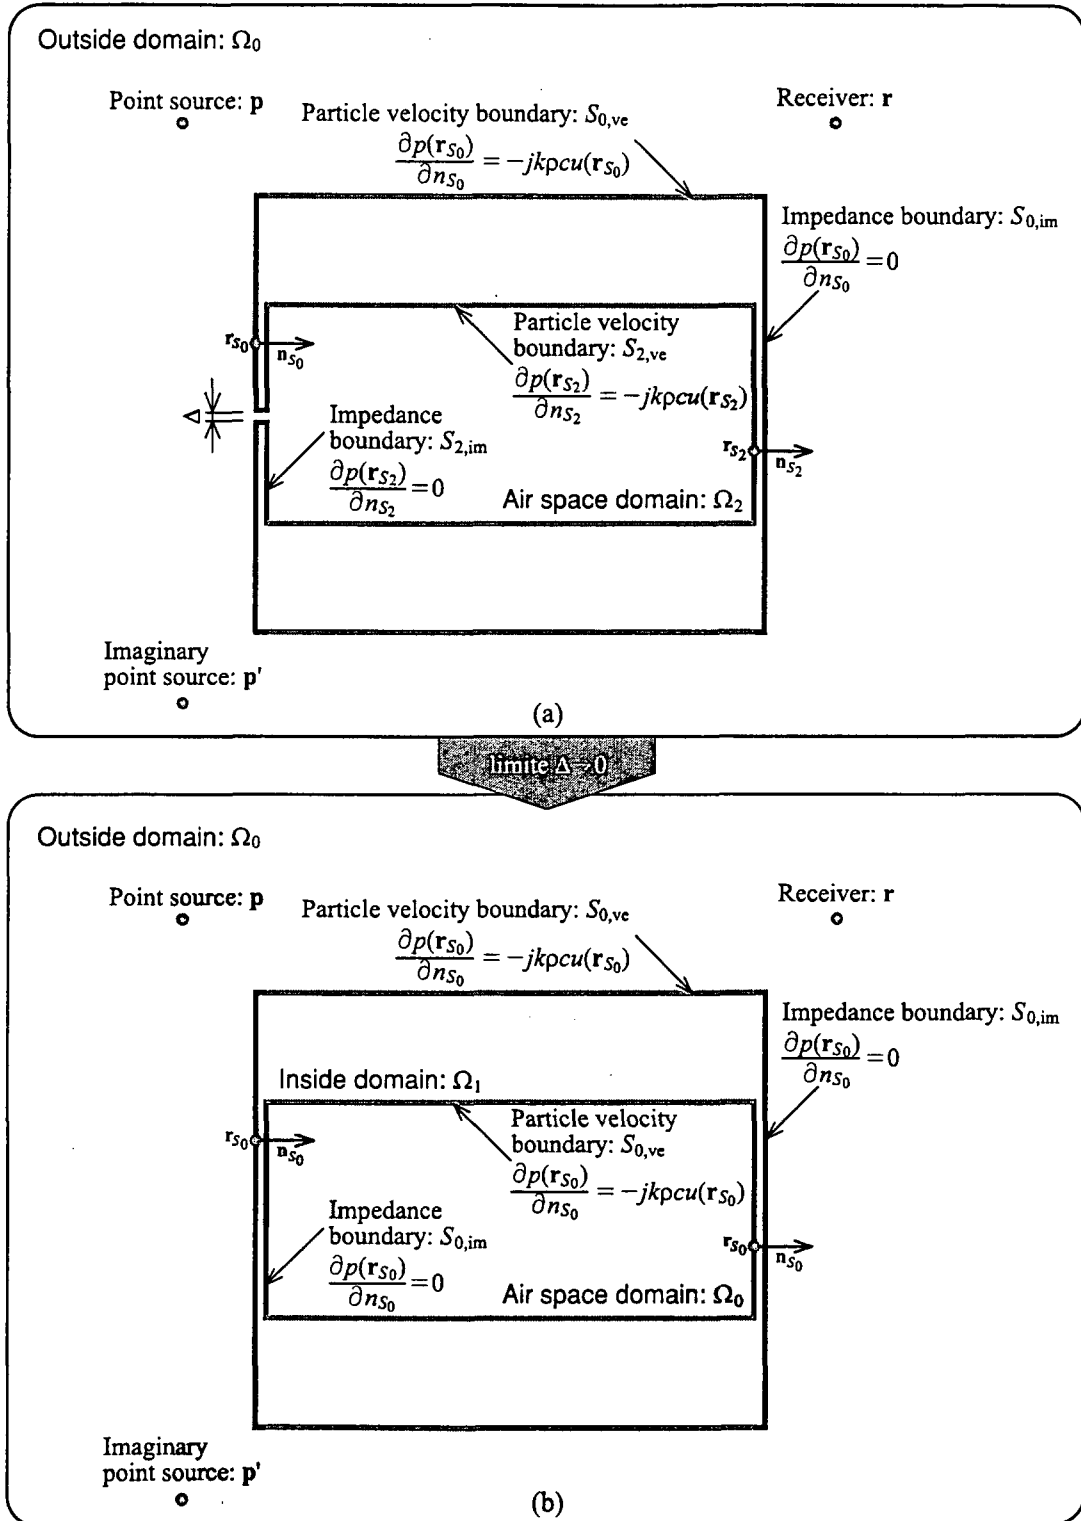 Outside domain: Ω₀
Point source: p
Receiver: r
Particle velocity boundary: S₀,ve
∂p(r_S₀)/∂n_S₀ = −jkρcu(r_S₀)
Impedance boundary: S₀,im
∂p(r_S₀)/∂n_S₀ = 0
r_S₀
n_S₀
Particle velocity
boundary: S₂,ve
∂p(r_S₂)/∂n_S₂ = −jkρcu(r_S₂)
Δ
Impedance
boundary: S₂,im
∂p(r_S₂)/∂n_S₂ = 0
r_S₂
n_S₂
Air space domain: Ω₂
Imaginary
point source: p'
(a)
limite Δ→0
Outside domain: Ω₀
Point source: p
Receiver: r
Particle velocity boundary: S₀,ve
∂p(r_S₀)/∂n_S₀ = −jkρcu(r_S₀)
Impedance boundary: S₀,im
∂p(r_S₀)/∂n_S₀ = 0
Inside domain: Ω₁
r_S₀
n_S₀
Particle velocity
boundary: S₀,ve
∂p(r_S₀)/∂n_S₀ = −jkρcu(r_S₀)
Impedance
boundary: S₀,im
∂p(r_S₀)/∂n_S₀ = 0
r_S₀
n_S₀
Air space domain: Ω₀
Imaginary
point source: p'
(b)